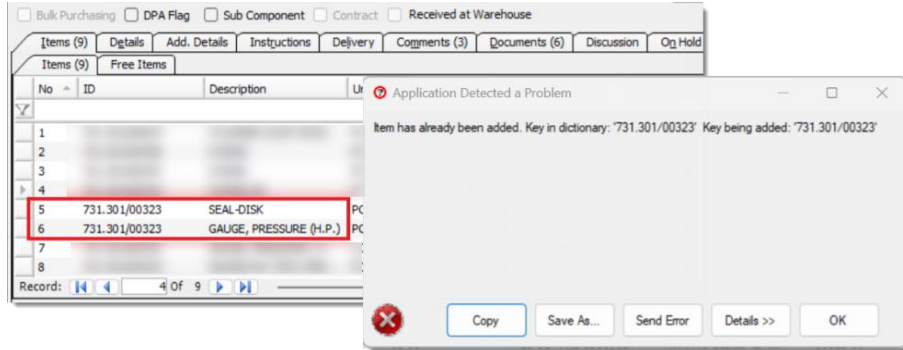 Bulk Purchasing DPA Flag Sub Component Contract Received at Warehouse
Items (9) Details Add. Details Instructions Delivery Comments (3) Documents (6) Discussion On Hold
Items (9) Free Items
No ID Description
1
2
3
4
5 731.301/00323 SEAL-DISK
6 731.301/00323 GAUGE, PRESSURE (H.P.)
7
8
Record: 4 Of 9
Application Detected a Problem
Item has already been added. Key in dictionary: '731.301/00323' Key being added: '731.301/00323'
Copy Save As... Send Error Details >> OK